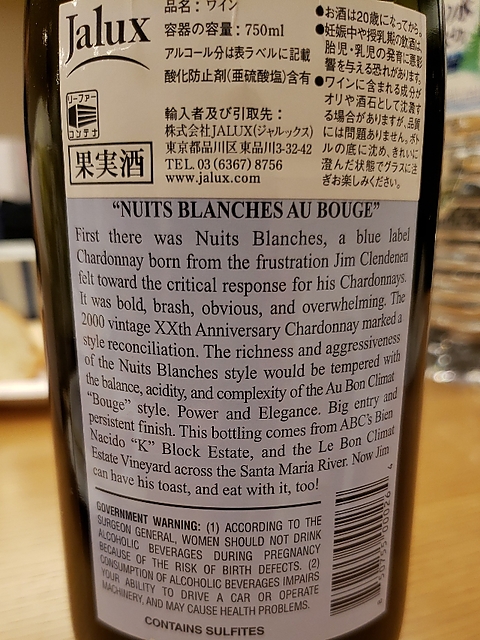 Jalux
品名：ワイン
容器の容量：750ml
アルコール分は表ラベルに記載
酸化防止剤(亜硫酸塩)含有
リーファー
コンテナ
果実酒
輸入者及び引取先：
株式会社JALUX(ジャルックス)
東京都品川区東品川3-32-42
TEL. 03 (6367) 8756
www.jalux.com
●お酒は20歳になってから。
●妊娠中や授乳期の飲酒は、
胎児・乳児の発育に悪影
響を与える恐れがあります。
●ワインに含まれる成分が
オリや酒石として沈澱す
る場合がありますが、品質
には問題ありません。ボト
ルの底に沈め、きれいに
澄んだ状態でグラスに注
ぎお楽しみください。
"NUITS BLANCHES AU BOUGE"
First there was Nuits Blanches, a blue label
Chardonnay born from the frustration Jim Clendenen
felt toward the critical response for his Chardonnays.
It was bold, brash, obvious, and overwhelming. The
2000 vintage XXth Anniversary Chardonnay marked a
style reconciliation. The richness and aggressiveness
of the Nuits Blanches style would be tempered with
the balance, acidity, and complexity of the Au Bon Climat
"Bouge" style. Power and Elegance. Big entry and
persistent finish. This bottling comes from ABC's Bien
Nacido "K" Block Estate, and the Le Bon Climat
Estate Vineyard across the Santa Maria River. Now Jim
can have his toast, and eat with it, too!
GOVERNMENT WARNING: (1) ACCORDING TO THE
SURGEON GENERAL, WOMEN SHOULD NOT DRINK
ALCOHOLIC BEVERAGES DURING PREGNANCY
BECAUSE OF THE RISK OF BIRTH DEFECTS. (2)
CONSUMPTION OF ALCOHOLIC BEVERAGES IMPAIRS
YOUR ABILITY TO DRIVE A CAR OR OPERATE
MACHINERY, AND MAY CAUSE HEALTH PROBLEMS.
CONTAINS SULFITES